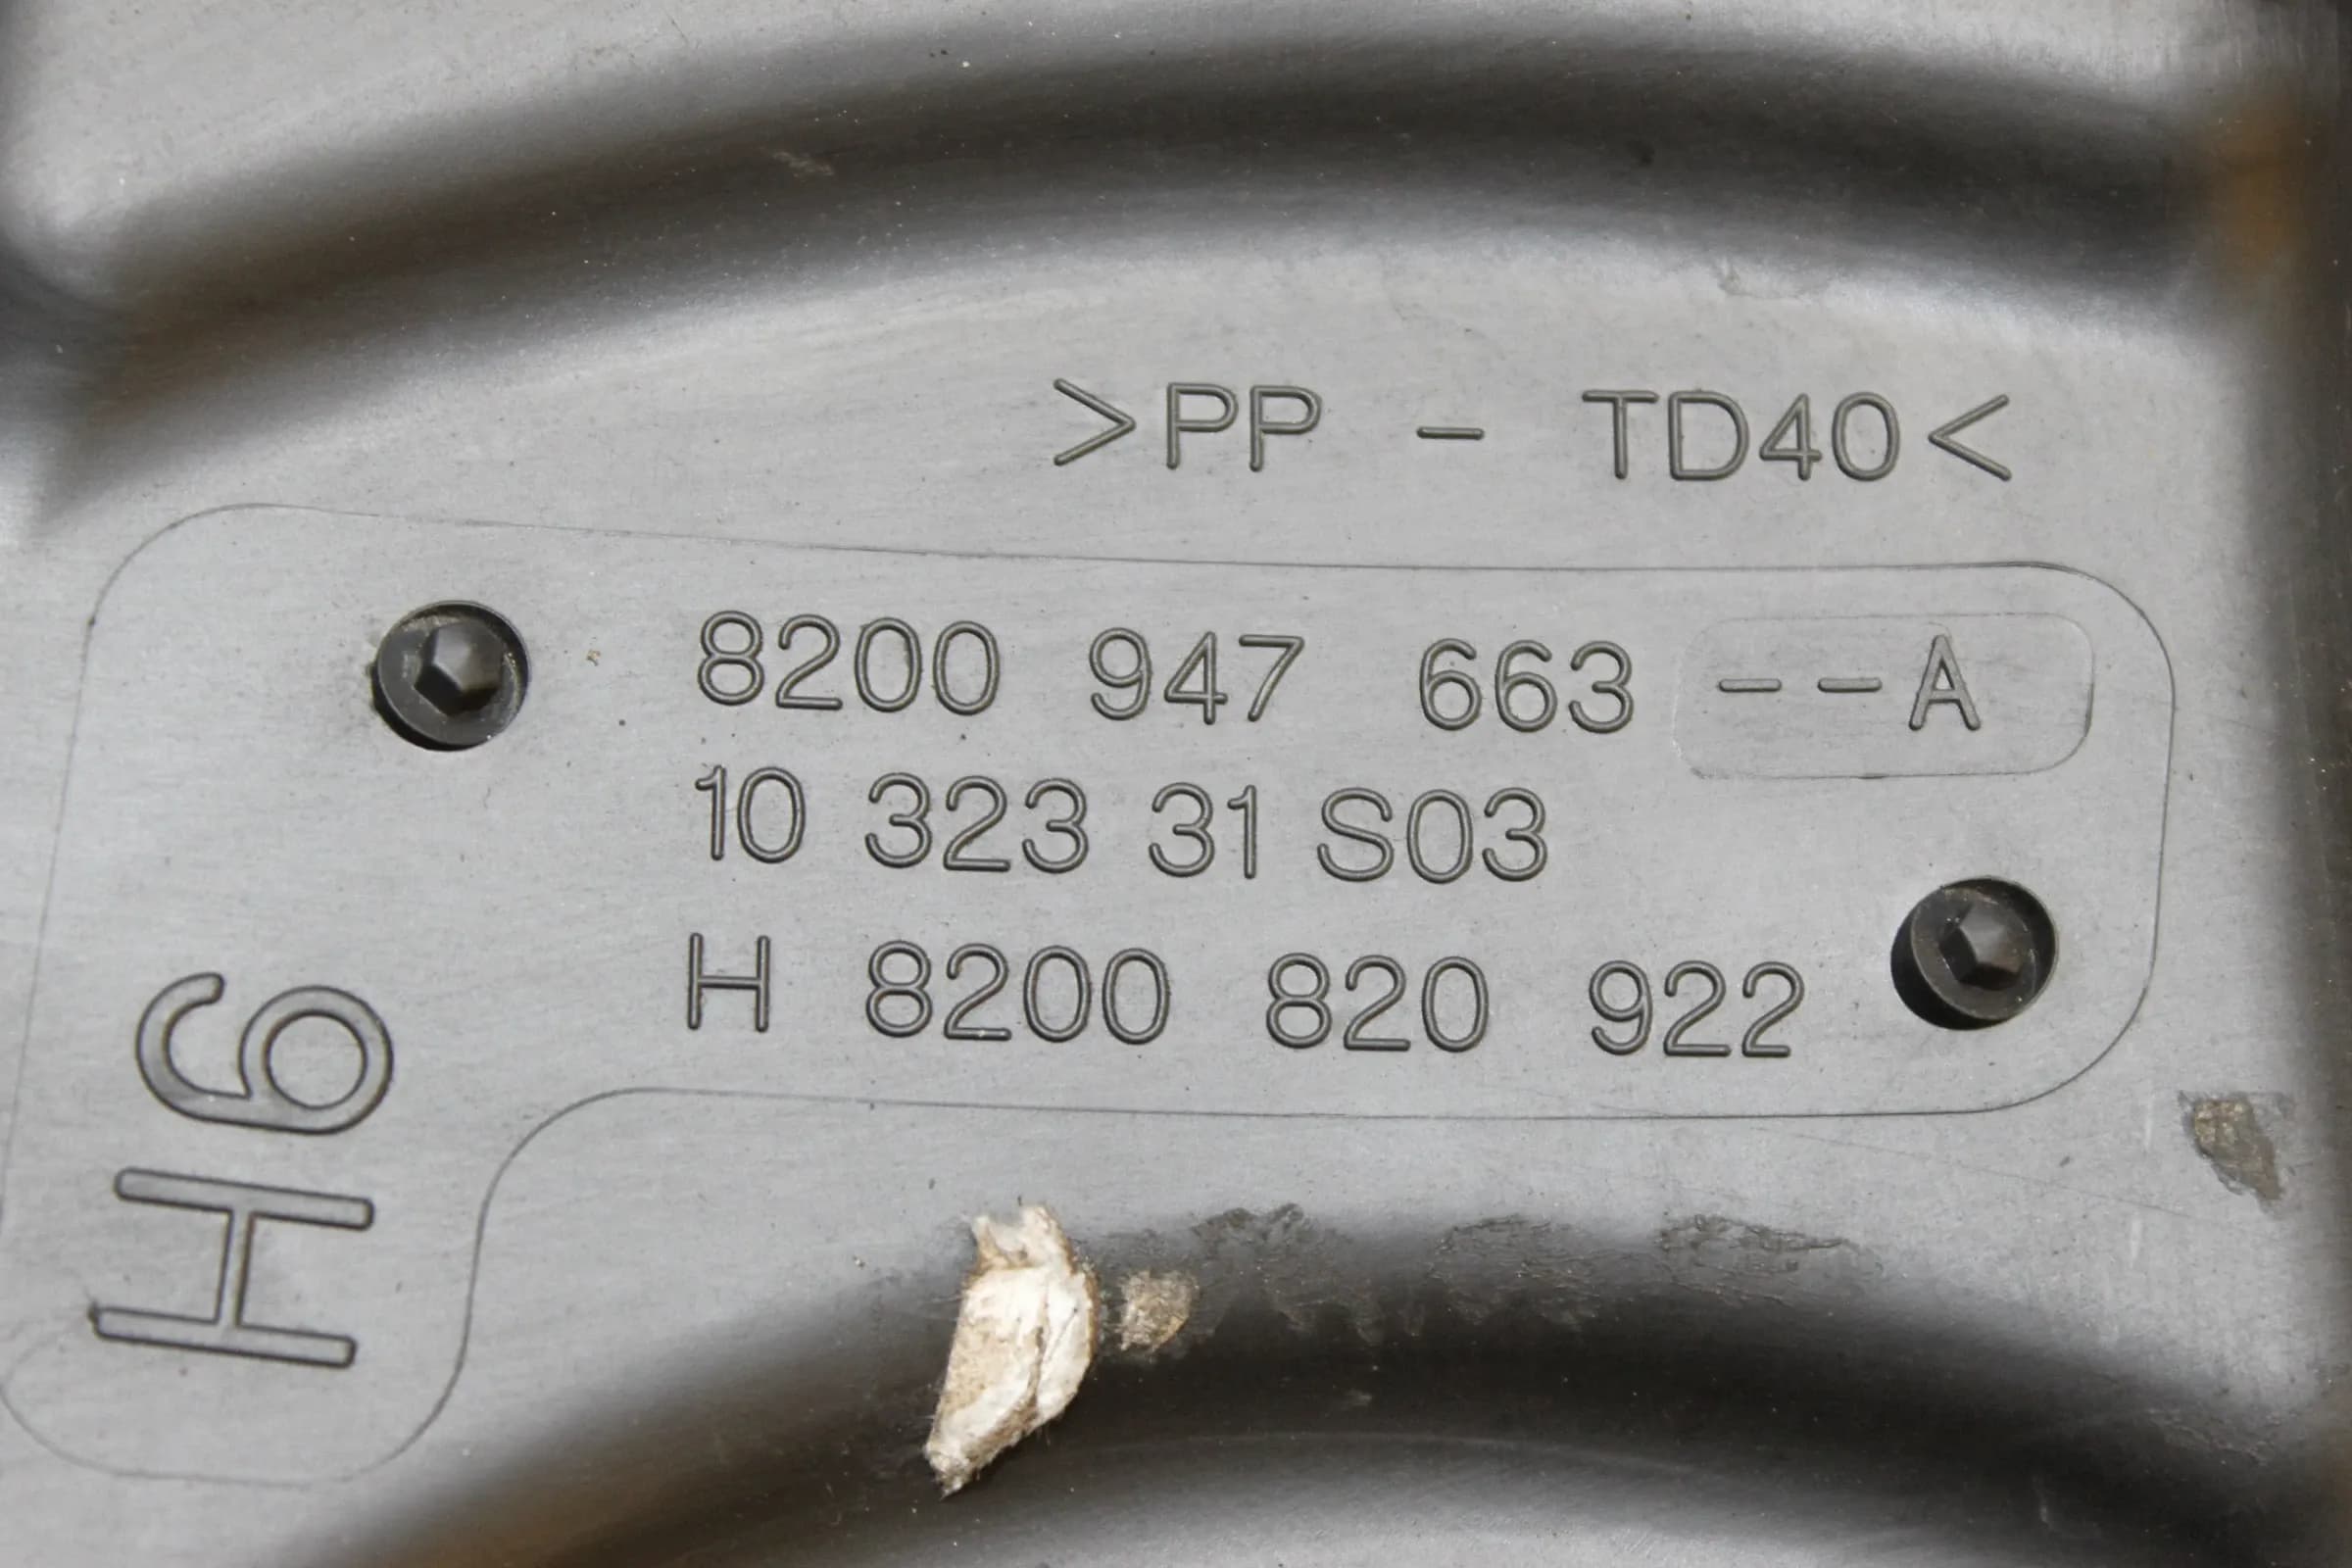 >PP - TD40<
8200 947 663 --A
10 323 31 S03
H 8200 820 922
H6